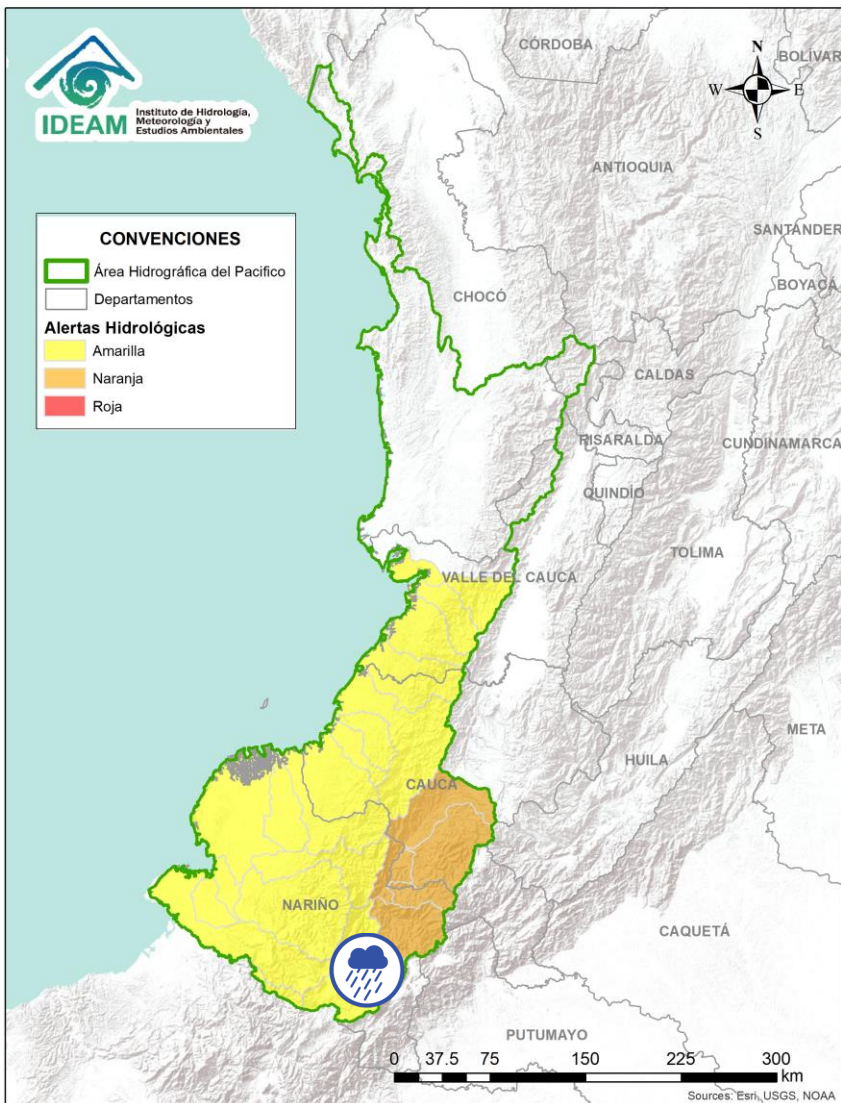 IDEAM
Instituto de Hidrología,
Meteorología y
Estudios Ambientales
N
W
E
S
CÓRDOBA
BOLÍVAR
ANTIOQUIA
SANTANDER
BOYACÁ
CHOCÓ
CALDAS
RISARALDA
CUNDINAMARCA
QUINDÍO
TOLIMA
VALLE DEL CAUCA
META
HUILA
CAUCA
NARIÑO
CAQUETÁ
PUTUMAYO
CONVENCIONES
Área Hidrográfica del Pacifico
Departamentos
Alertas Hidrológicas
Amarilla
Naranja
Roja
0 37.5 75 150 225 300
km
Sources: Esri, USGS, NOAA